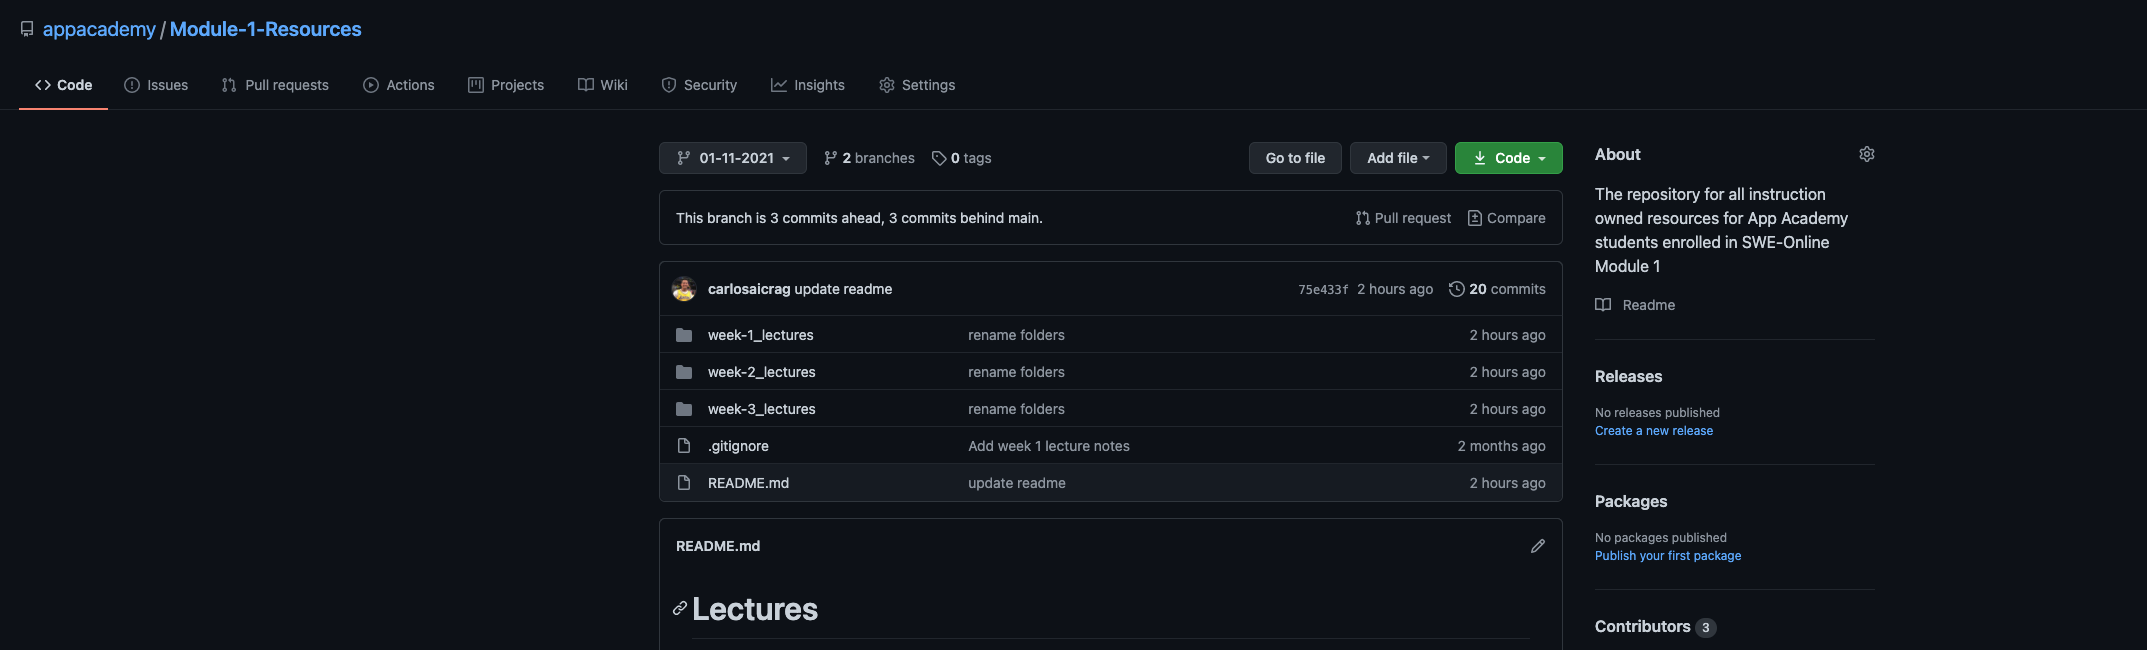 appacademy / Module-1-Resources
Code Issues Pull requests Actions Projects Wiki Security Insights Settings
01-11-2021 2 branches 0 tags Go to file Add file Code
This branch is 3 commits ahead, 3 commits behind main. Pull request Compare
carlosaicrag update readme 75e433f 2 hours ago 20 commits
week-1_lectures rename folders 2 hours ago
week-2_lectures rename folders 2 hours ago
week-3_lectures rename folders 2 hours ago
.gitignore Add week 1 lecture notes 2 months ago
README.md update readme 2 hours ago
README.md
Lectures
About
The repository for all instruction
owned resources for App Academy
students enrolled in SWE-Online
Module 1
Readme
Releases
No releases published
Create a new release
Packages
No packages published
Publish your first package
Contributors 3